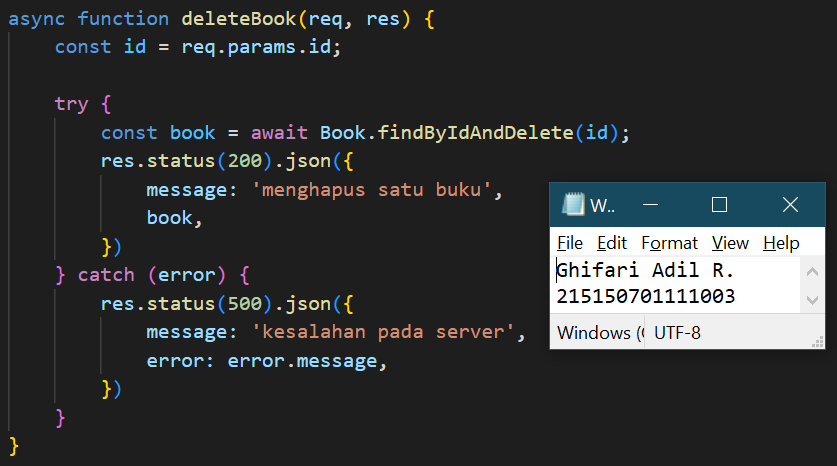 async function deleteBook(req, res) {
    const id = req.params.id;

    try {
        const book = await Book.findByIdAndDelete(id);
        res.status(200).json({
            message: 'menghapus satu buku',
            book,
        })
    } catch (error) {
        res.status(500).json({
            message: 'kesalahan pada server',
            error: error.message,
        })
    }
}
W..
File Edit Format View Help
Ghifari Adil R.
215150701111003
Windows (C UTF-8